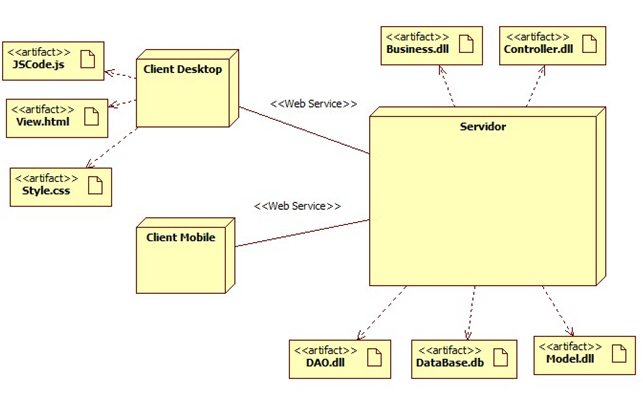 <<artifact>>
JSCode.js
Client Desktop
<<artifact>>
Business.dll
<<artifact>>
Controller.dll
<<artifact>>
View.html
<<Web Service>>
Servidor
<<artifact>>
Style.css
<<Web Service>>
Client Mobile
<<artifact>>
DAO.dll
<<artifact>>
DataBase.db
<<artifact>>
Model.dll